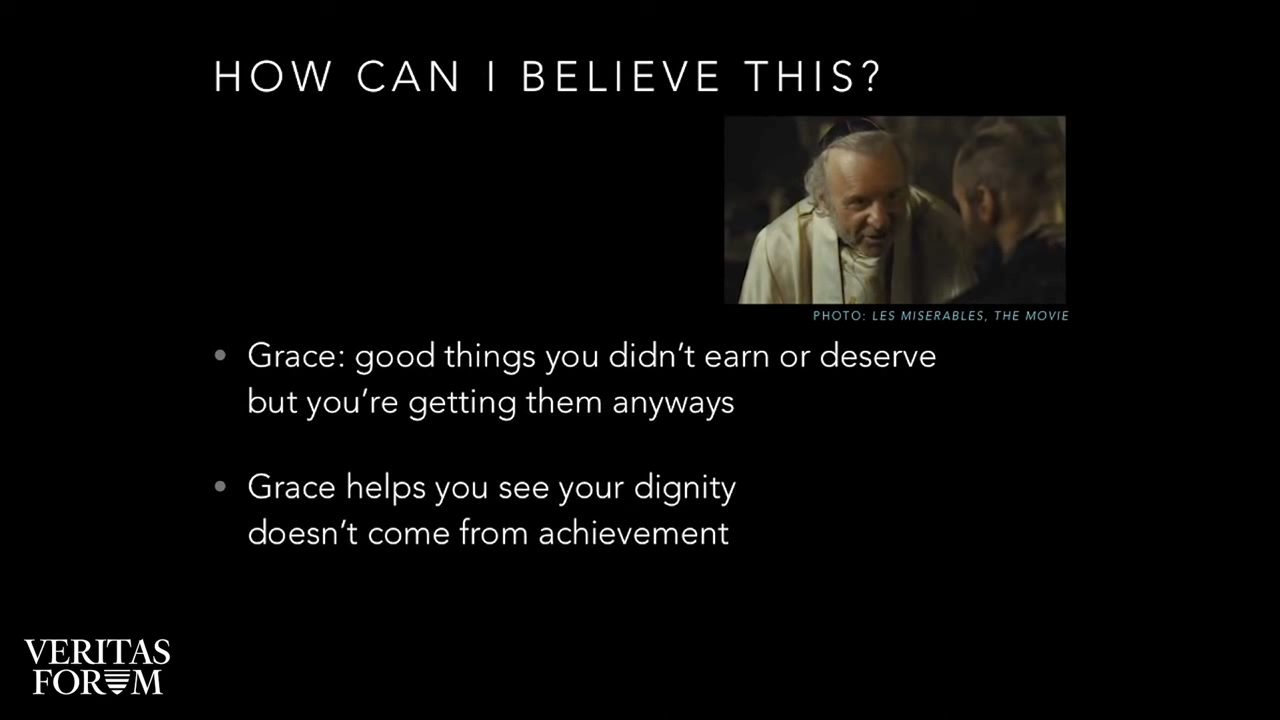 HOW CAN I BELIEVE THIS?
PHOTO: LES MISERABLES, THE MOVIE
• Grace: good things you didn't earn or deserve
but you're getting them anyways
• Grace helps you see your dignity
doesn't come from achievement
VERITAS
FORUM